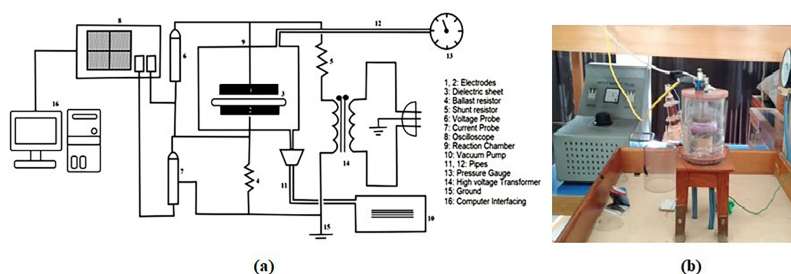 8
12
9
6
5
13
1
3
2
16
14
4
7
11
10
15
1, 2: Electrodes
3: Dielectric sheet
4: Ballast resistor
5: Shunt resistor
6: Voltage Probe
7: Current Probe
8: Oscilloscope
9: Reaction Chamber
10: Vacuum Pump
11, 12: Pipes
13: Pressure Gauge
14: High voltage Transformer
15: Ground
16: Computer Interfacing
(a)
(b)